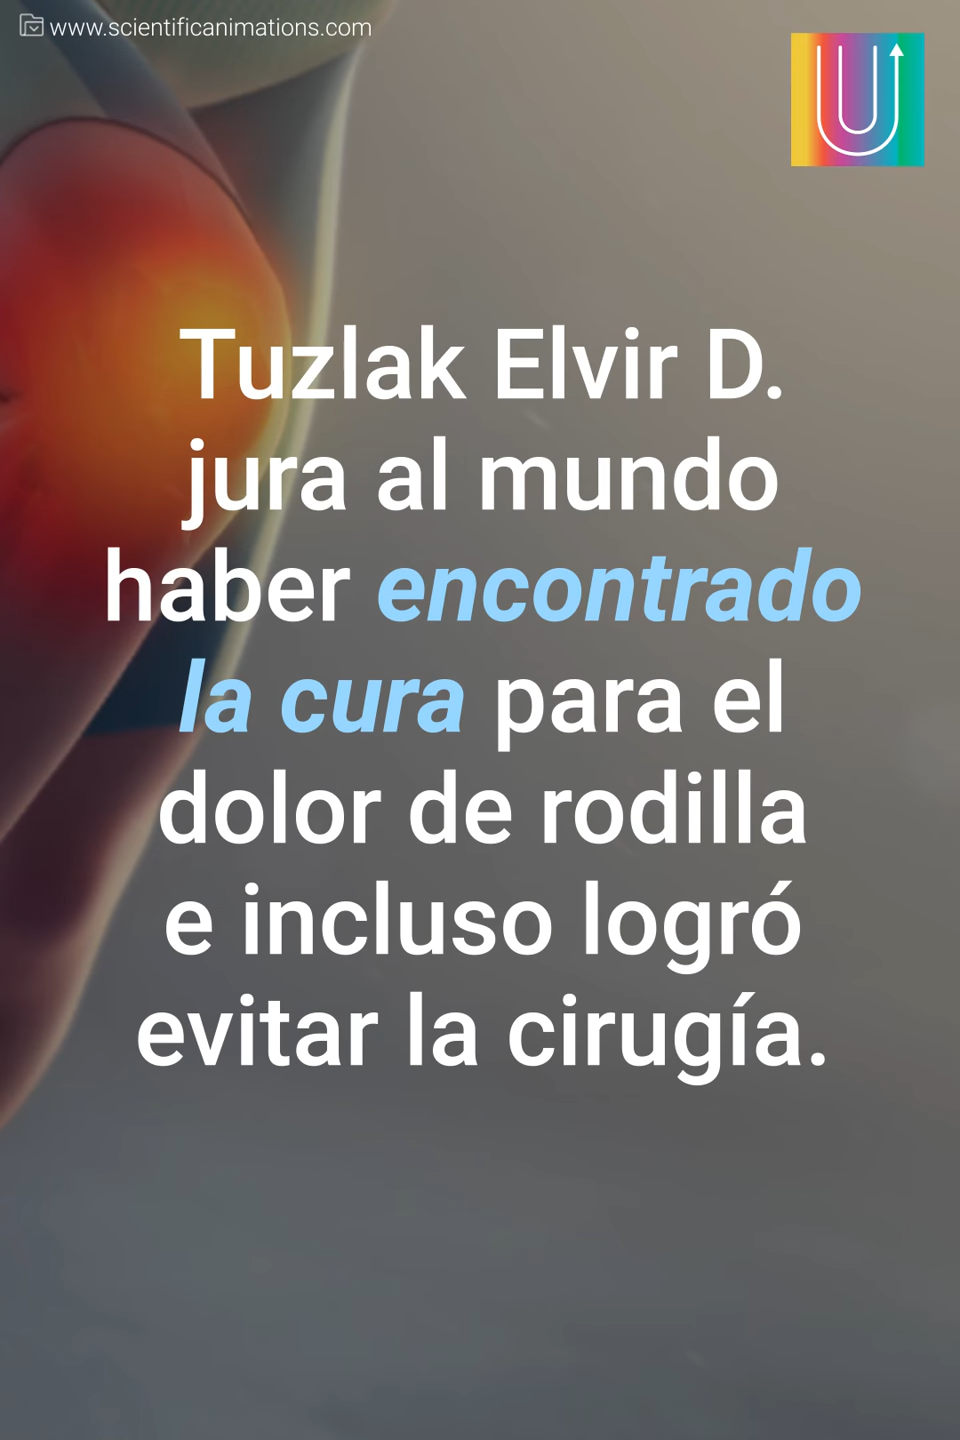 www.scientificanimations.com
U
Tuzlak Elvir D.
jura al mundo
haber encontrado
la cura para el
dolor de rodilla
e incluso logró
evitar la cirugía.